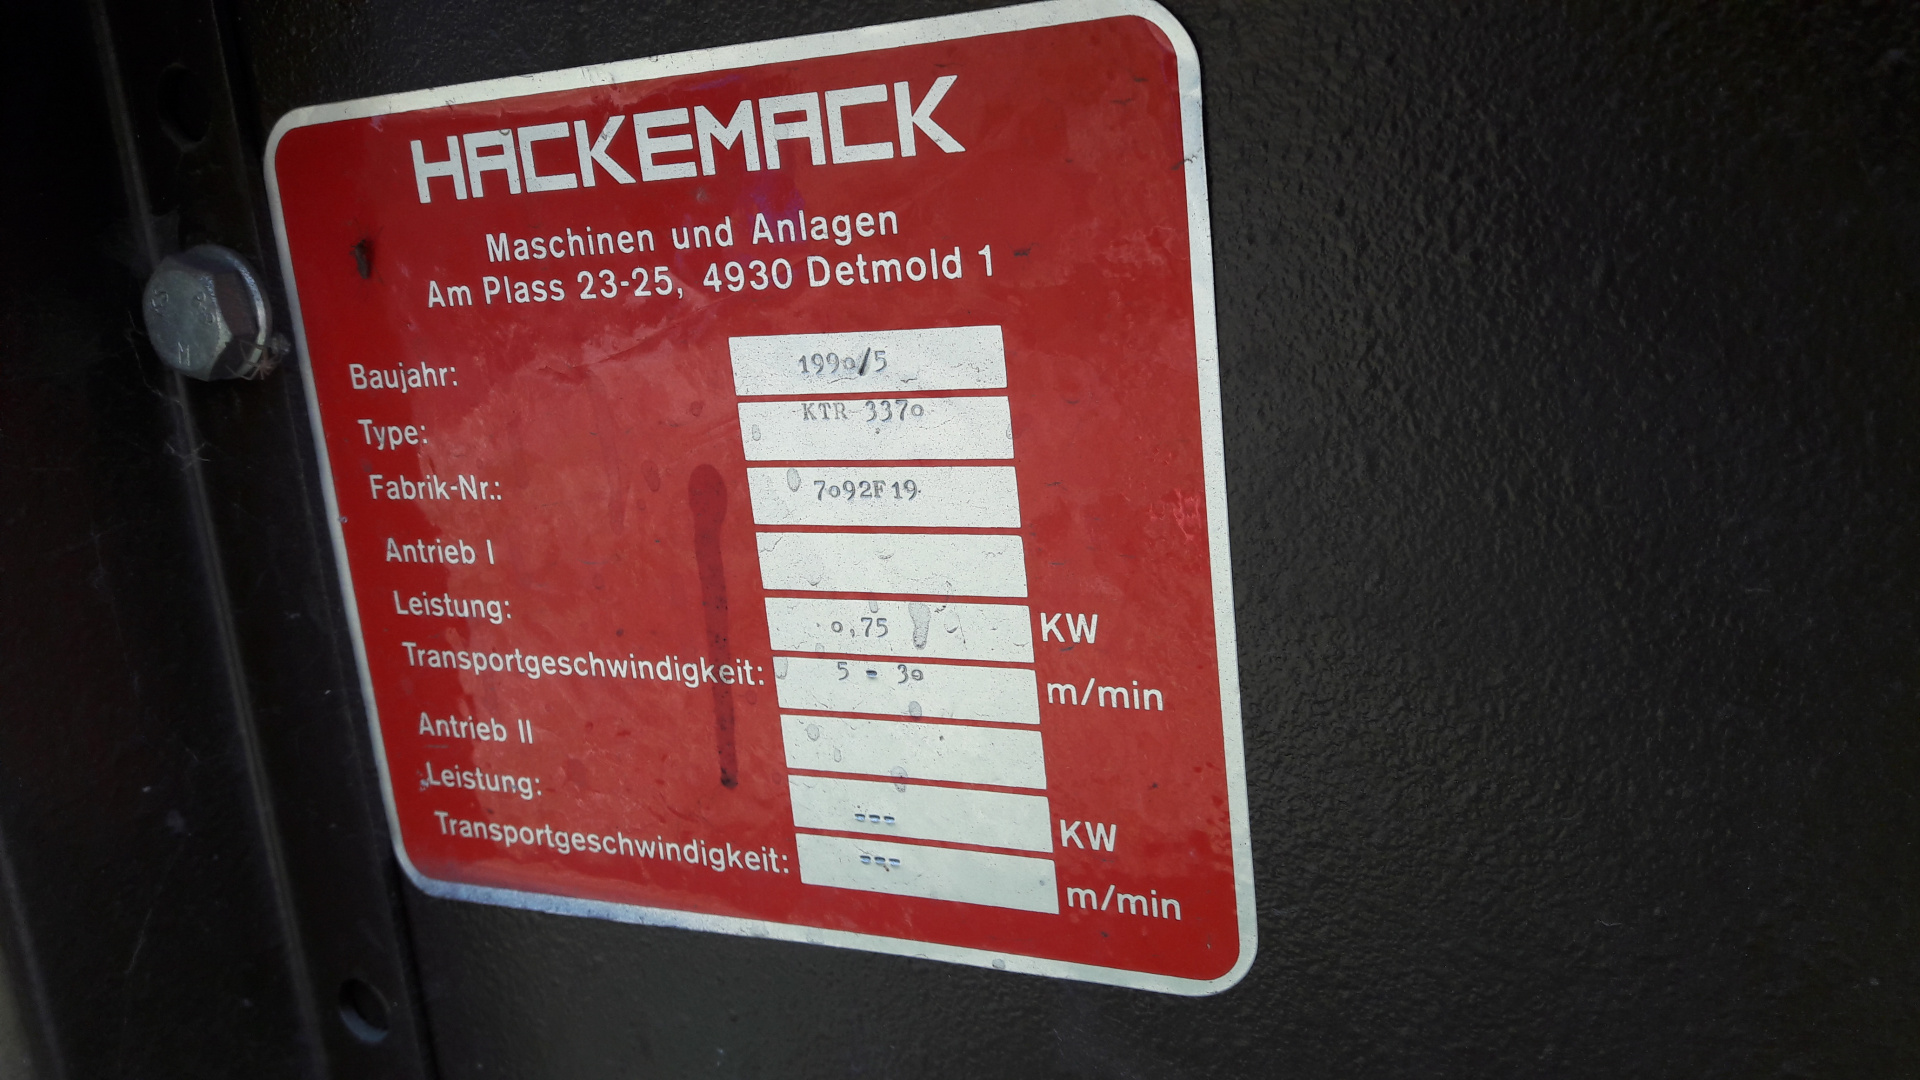 HACKEMACK
Maschinen und Anlagen
Am Plass 23-25, 4930 Detmold 1
Baujahr: 1990/5
Type: KTR 3370
Fabrik-Nr.: 7092F19
Antrieb I
Leistung: 0,75 KW
Transportgeschwindigkeit: 5 - 30 m/min
Antrieb II
Leistung: --- KW
Transportgeschwindigkeit: --- m/min